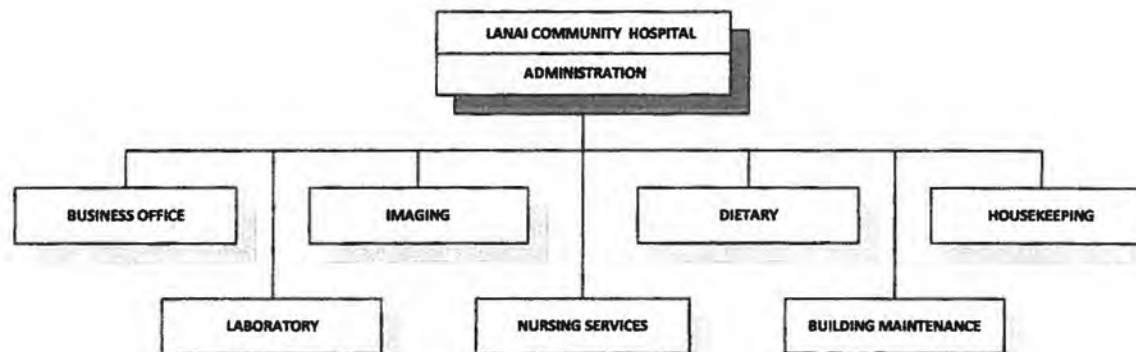 LANAI COMMUNITY HOSPITAL
ADMINISTRATION
BUSINESS OFFICE
IMAGING
DIETARY
HOUSEKEEPING
LABORATORY
NURSING SERVICES
BUILDING MAINTENANCE